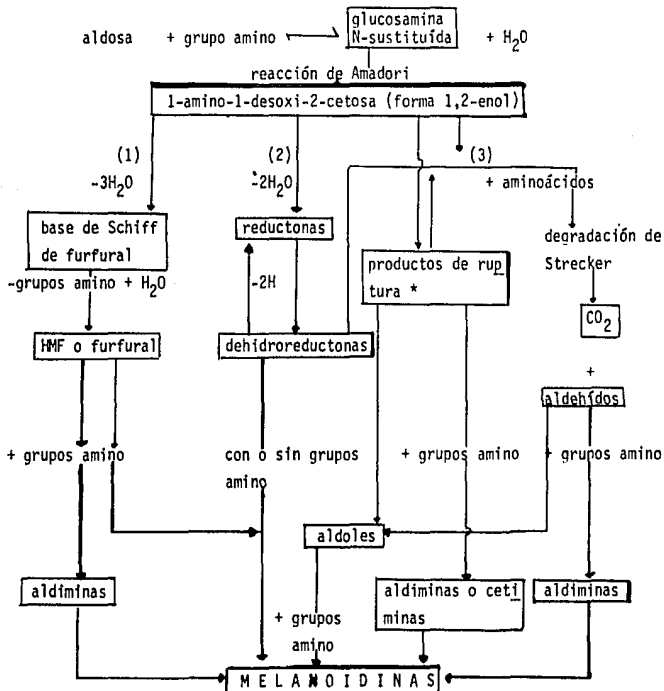 glucosamina
aldosa + grupo amino N-sustituída + H₂O
reacción de Amadori
1-amino-1-desoxi-2-cetosa (forma 1,2-enol)
(1) (2) (3)
-3H₂O -2H₂O + aminoácidos
base de Schiff
de furfural
reductonas
degradación de
Strecker
productos de rup
tura *
-grupos amino + H₂O
-2H
CO₂
HMF o furfural
dehidroreductonas
+
aldehídos
+ grupos amino
con o sin grupos
amino
+ grupos amino
+ grupos amino
aldoles
aldiminas
aldiminas o ceti
minas
aldiminas
+ grupos
amino
MELANOIDINAS